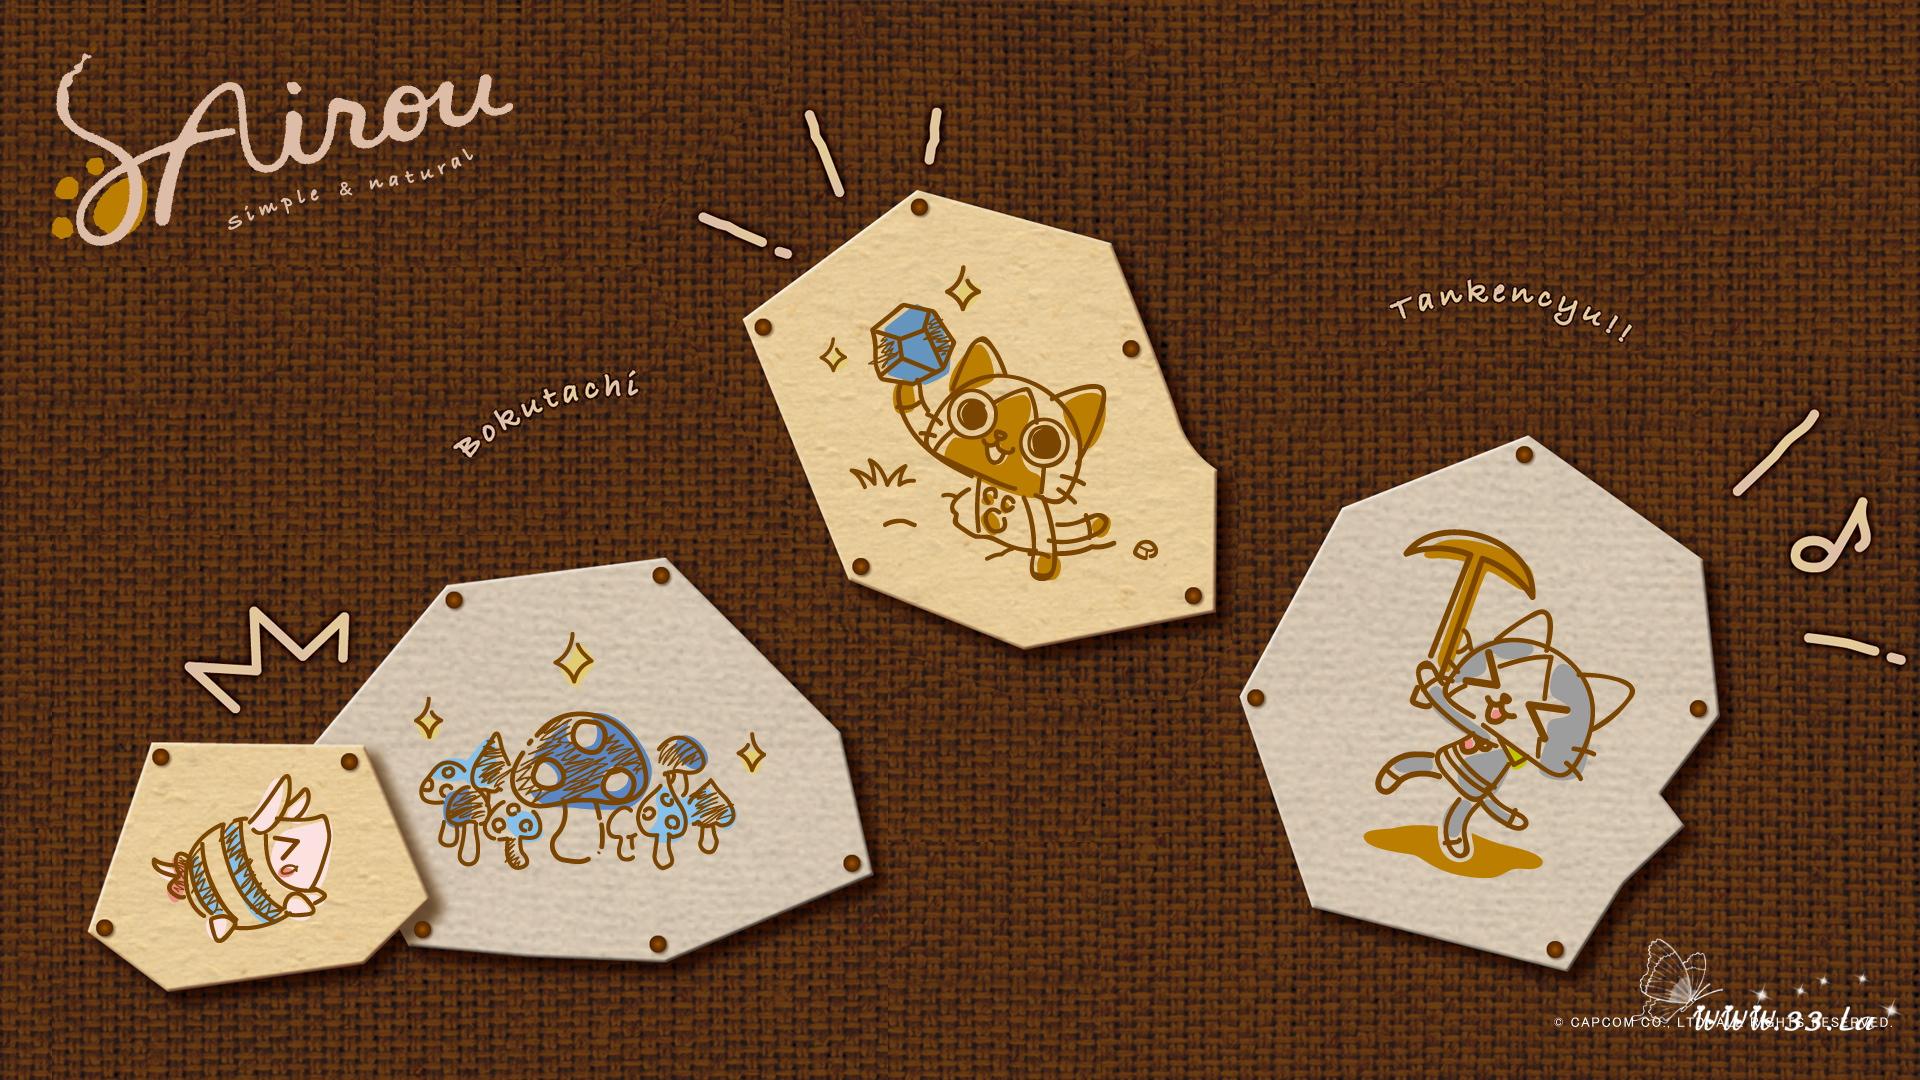 Airou
simple & natural
Bokutachi
Tankencyu!!
© CAPCOM CO., LTD. ALL RIGHTS RESERVED.
www.33.La